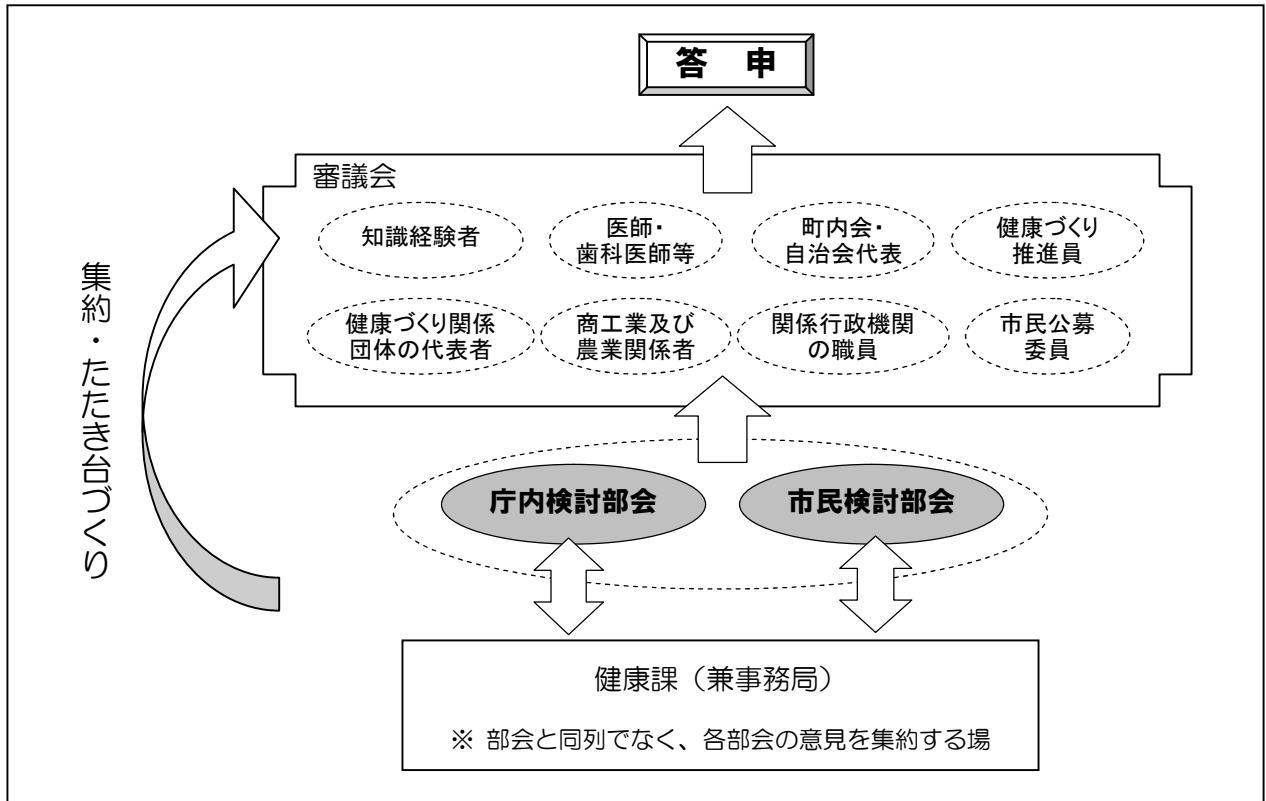 答　申
審議会
知識経験者
医師・
歯科医師等
町内会・
自治会代表
健康づくり
推進員
健康づくり関係
団体の代表者
商工業及び
農業関係者
関係行政機関
の職員
市民公募
委員
集約・たたき台づくり
庁内検討部会
市民検討部会
健康課（兼事務局）
※ 部会と同列でなく、各部会の意見を集約する場